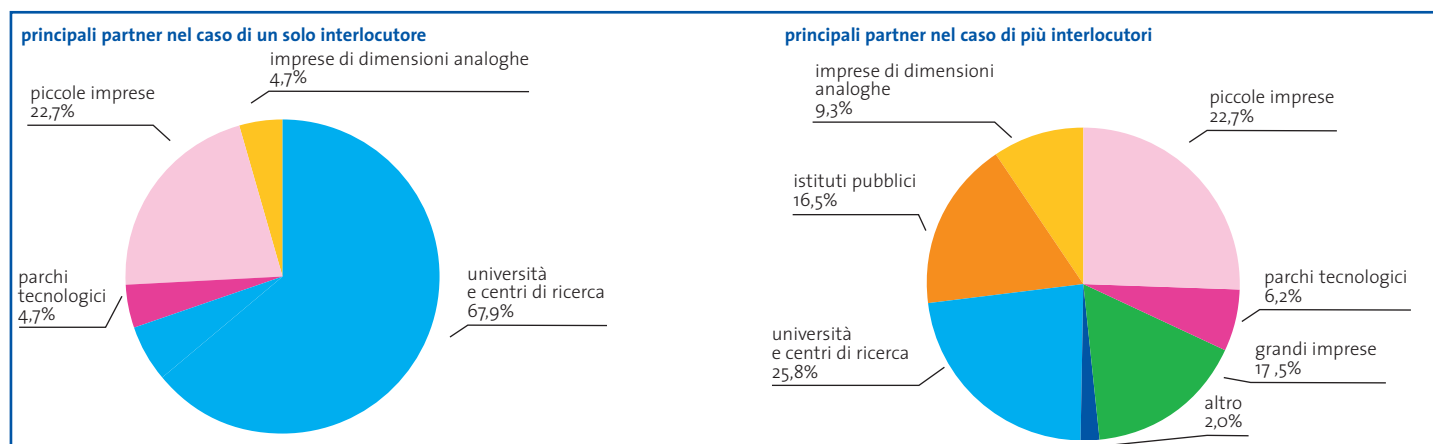 principali partner nel caso di un solo interlocutore
imprese di dimensioni analoghe
4,7%
piccole imprese
22,7%
parchi
tecnologici
4,7%
università
e centri di ricerca
67,9%
principali partner nel caso di più interlocutori
imprese di dimensioni
analoghe
9,3%
piccole imprese
22,7%
istituti pubblici
16,5%
parchi tecnologici
6,2%
università
e centri di ricerca
25,8%
grandi imprese
17 ,5%
altro
2,0%